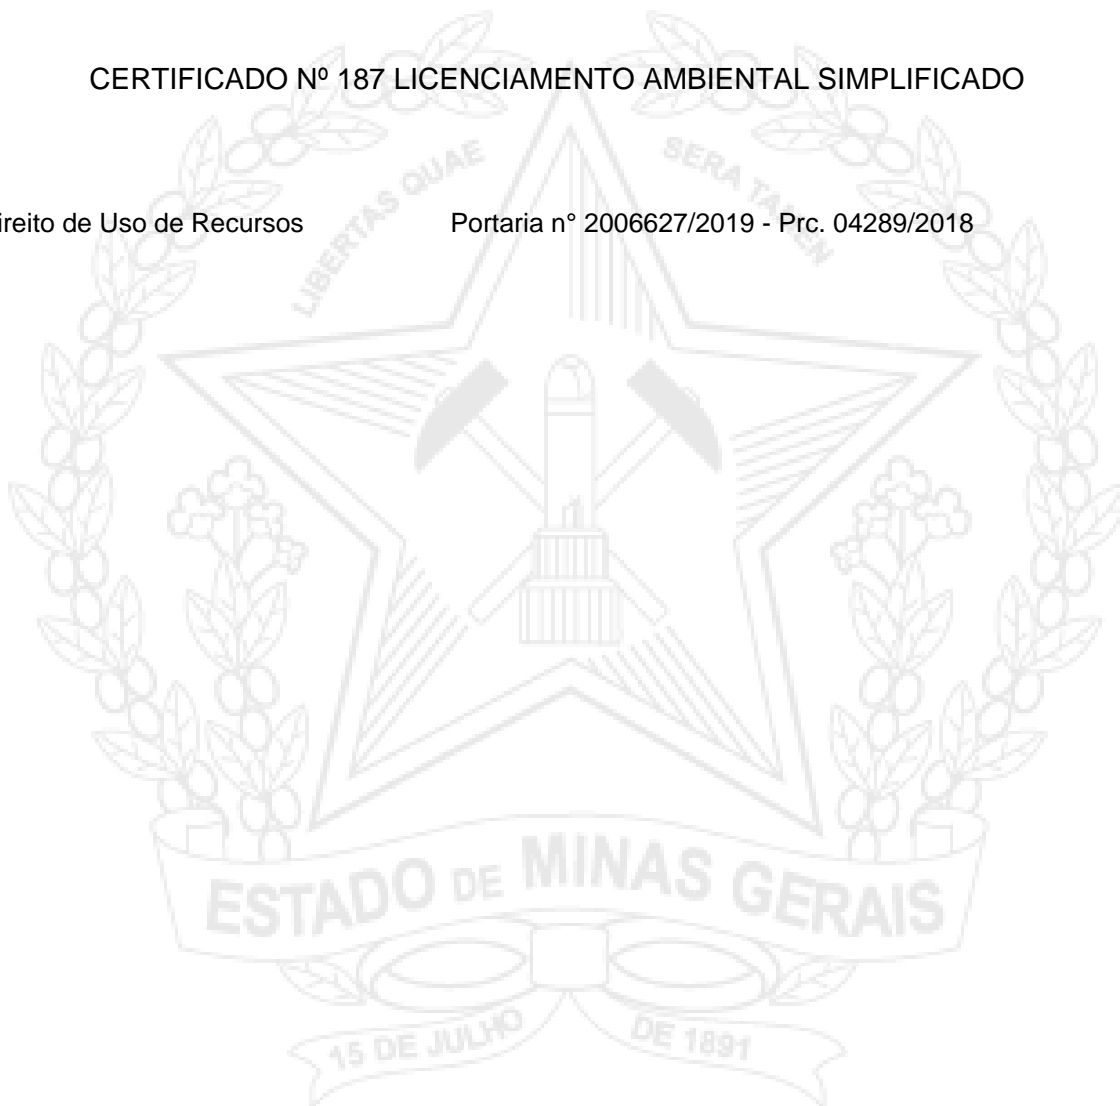 CERTIFICADO Nº 187 LICENCIAMENTO AMBIENTAL SIMPLIFICADO
LIBERTAS QUAE SERA TAMEN
ireito de Uso de Recursos Portaria n° 2006627/2019 - Prc. 04289/2018
ESTADO DE MINAS GERAIS
15 DE JULHO DE 1891